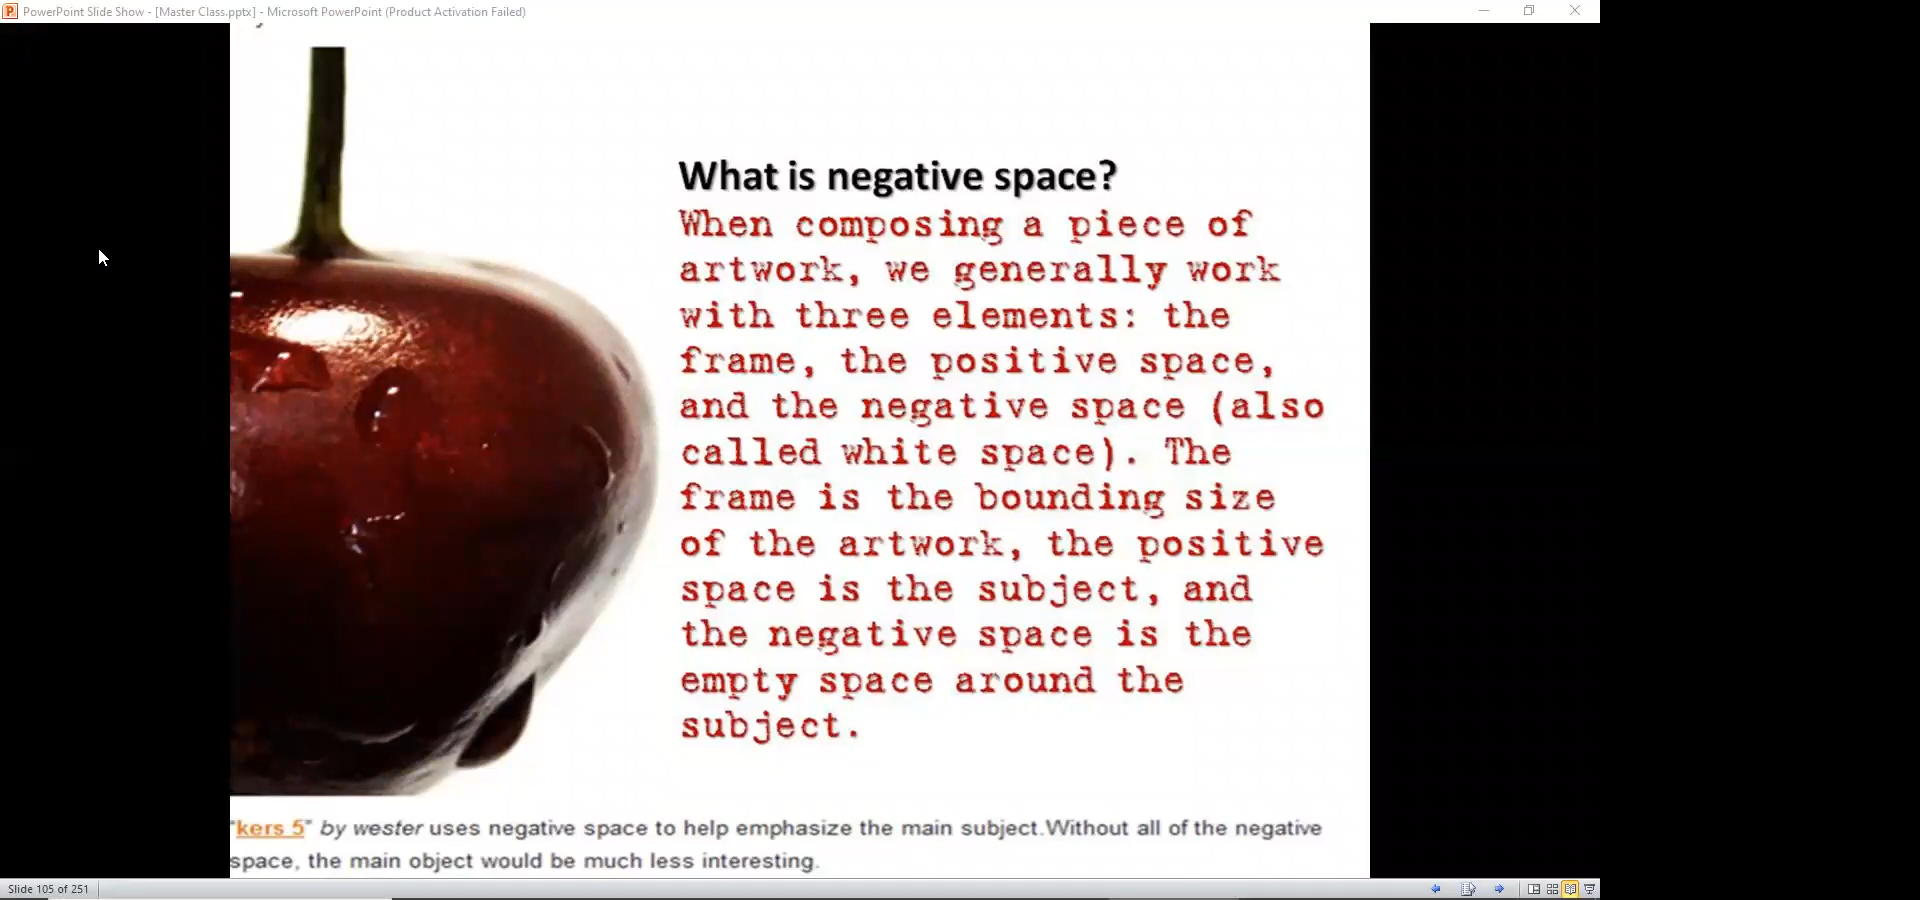 PowerPoint Slide Show - [Master Class.pptx] - Microsoft PowerPoint (Product Activation Failed)
What is negative space?
When composing a piece of
artwork, we generally work
with three elements: the
frame, the positive space,
and the negative space (also
called white space). The
frame is the bounding size
of the artwork, the positive
space is the subject, and
the negative space is the
empty space around the
subject.
"kers 5" by wester uses negative space to help emphasize the main subject.Without all of the negative
space, the main object would be much less interesting.
Slide 105 of 251